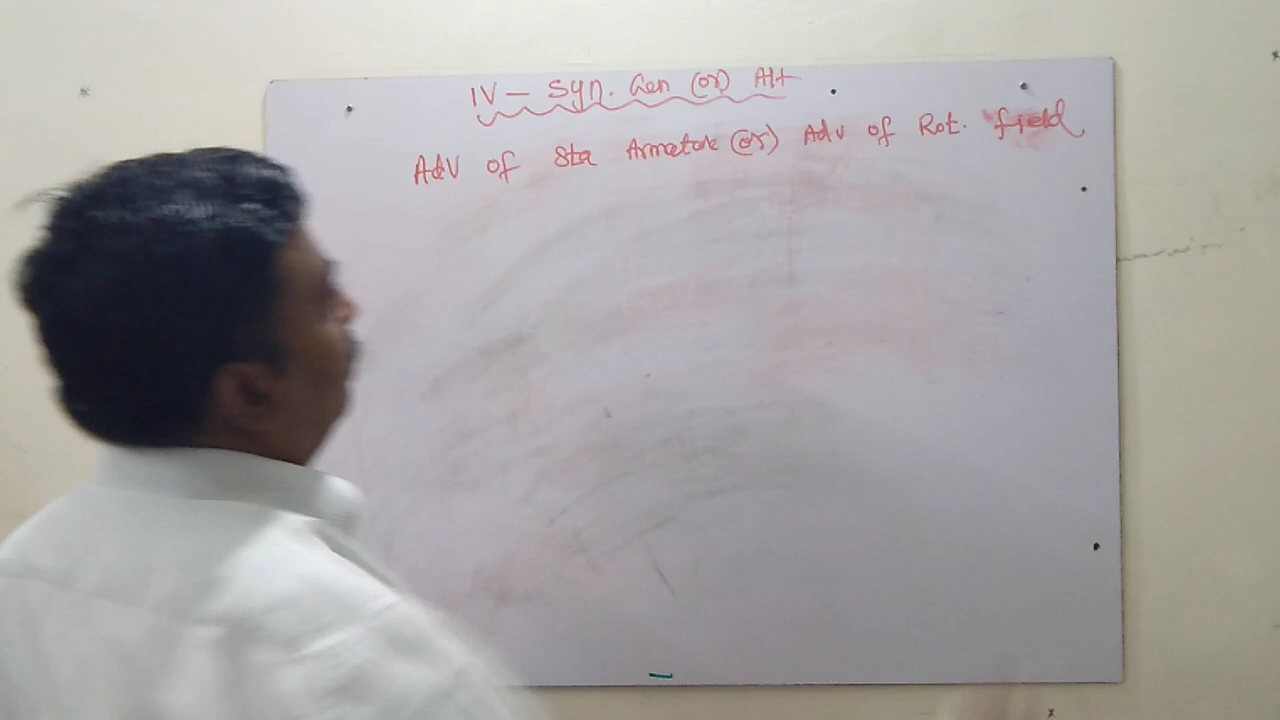 IV - Syn. Gen (or) Alt
Adv of Sta Armature (or) Adv of Rot. field